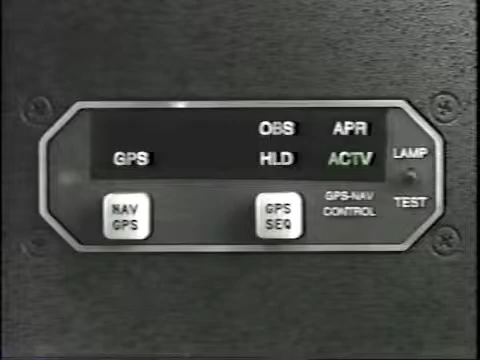 OBS APR
GPS HLD ACTV
LAMP
NAV
GPS
GPS
SEQ
GPS-NAV
CONTROL
TEST